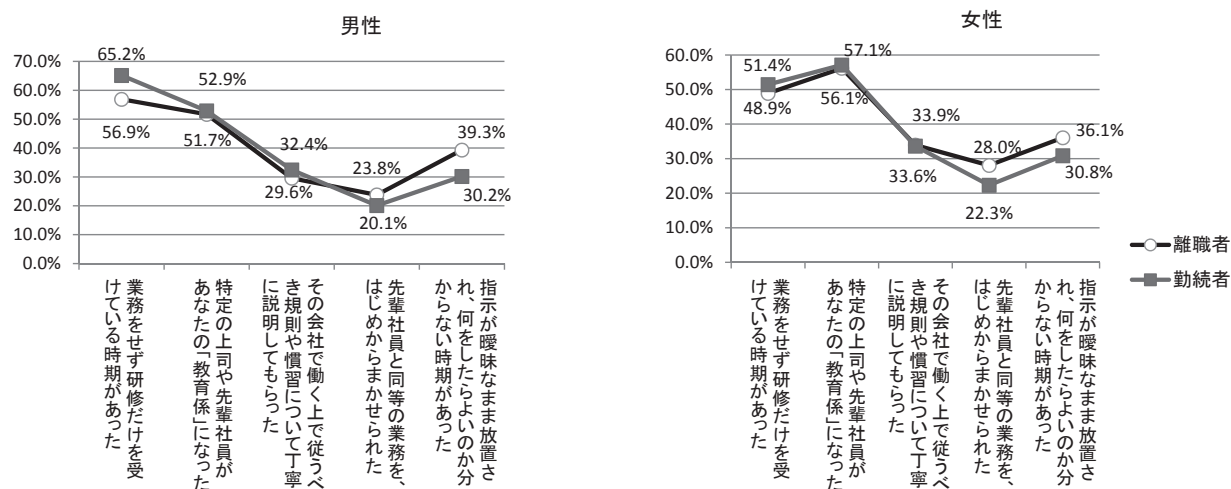 男性
70.0%
60.0%
50.0%
40.0%
30.0%
20.0%
10.0%
0.0%
65.2%
56.9%
52.9%
51.7%
32.4%
29.6%
23.8%
20.1%
39.3%
30.2%
業務をせず研修だけを受
けている時期があった
特定の上司や先輩社員が
あなたの「教育係」になった
その会社で働く上で従うべ
き規則や慣習について丁寧
に説明してもらった
先輩社員と同等の業務を、
はじめからまかせられた
指示が曖昧なまま放置さ
れ、何をしたらよいのか分
からない時期があった
女性
60.0%
50.0%
40.0%
30.0%
20.0%
10.0%
0.0%
51.4%
48.9%
57.1%
56.1%
33.9%
33.6%
28.0%
22.3%
36.1%
30.8%
業務をせず研修だけを受
けている時期があった
特定の上司や先輩社員が
あなたの「教育係」になった
その会社で働く上で従うべ
き規則や慣習について丁寧
に説明してもらった
先輩社員と同等の業務を、
はじめからまかせられた
指示が曖昧なまま放置さ
れ、何をしたらよいのか分
からない時期があった
離職者
勤続者